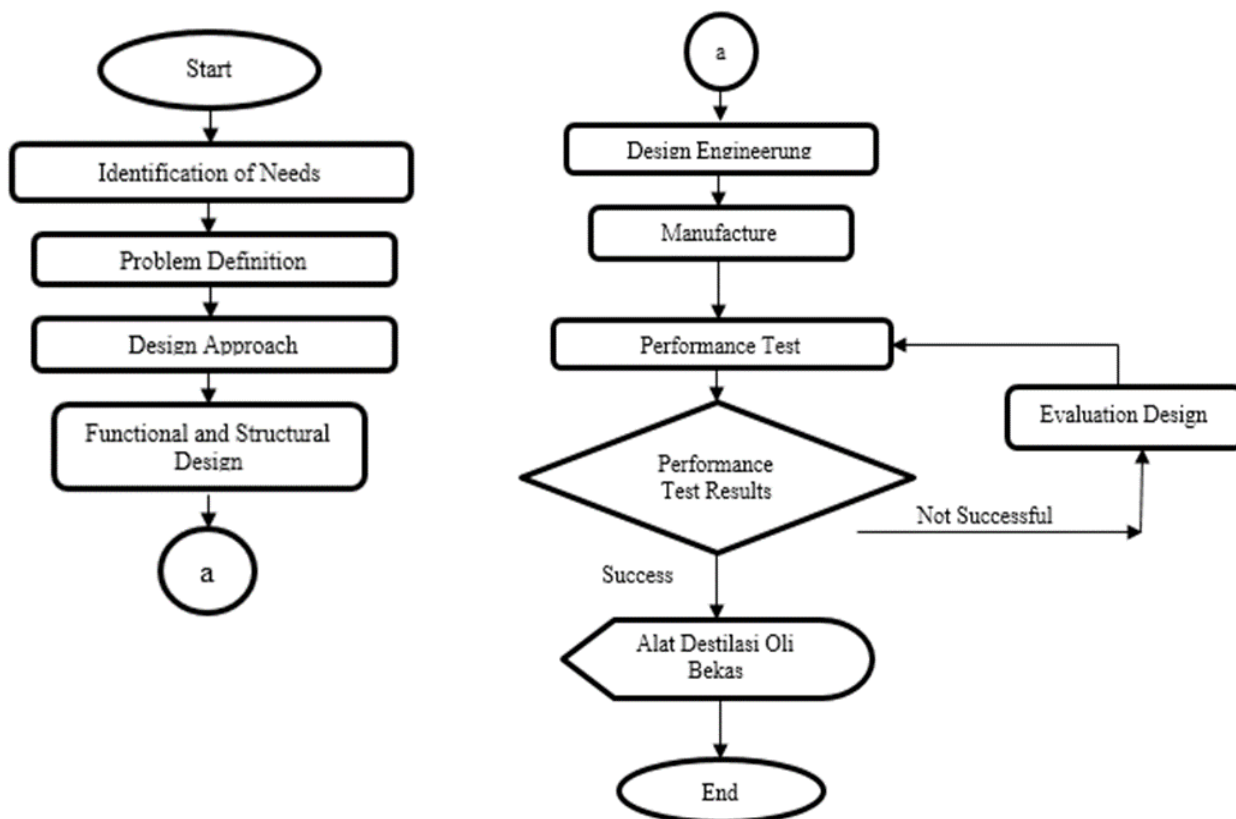 Start
Identification of Needs
Problem Definition
Design Approach
Functional and Structural
Design
a
a
Design Engineerung
Manufacture
Performance Test
Evaluation Design
Performance
Test Results
Not Successful
Success
Alat Destilasi Oli
Bekas
End